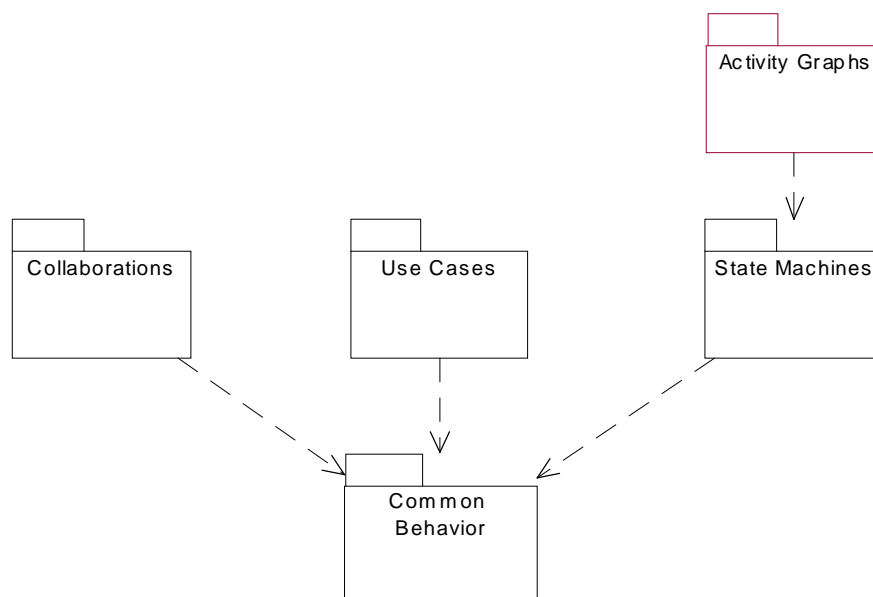 Activity Graphs
Collaborations
Use Cases
State Machines
Common
Behavior